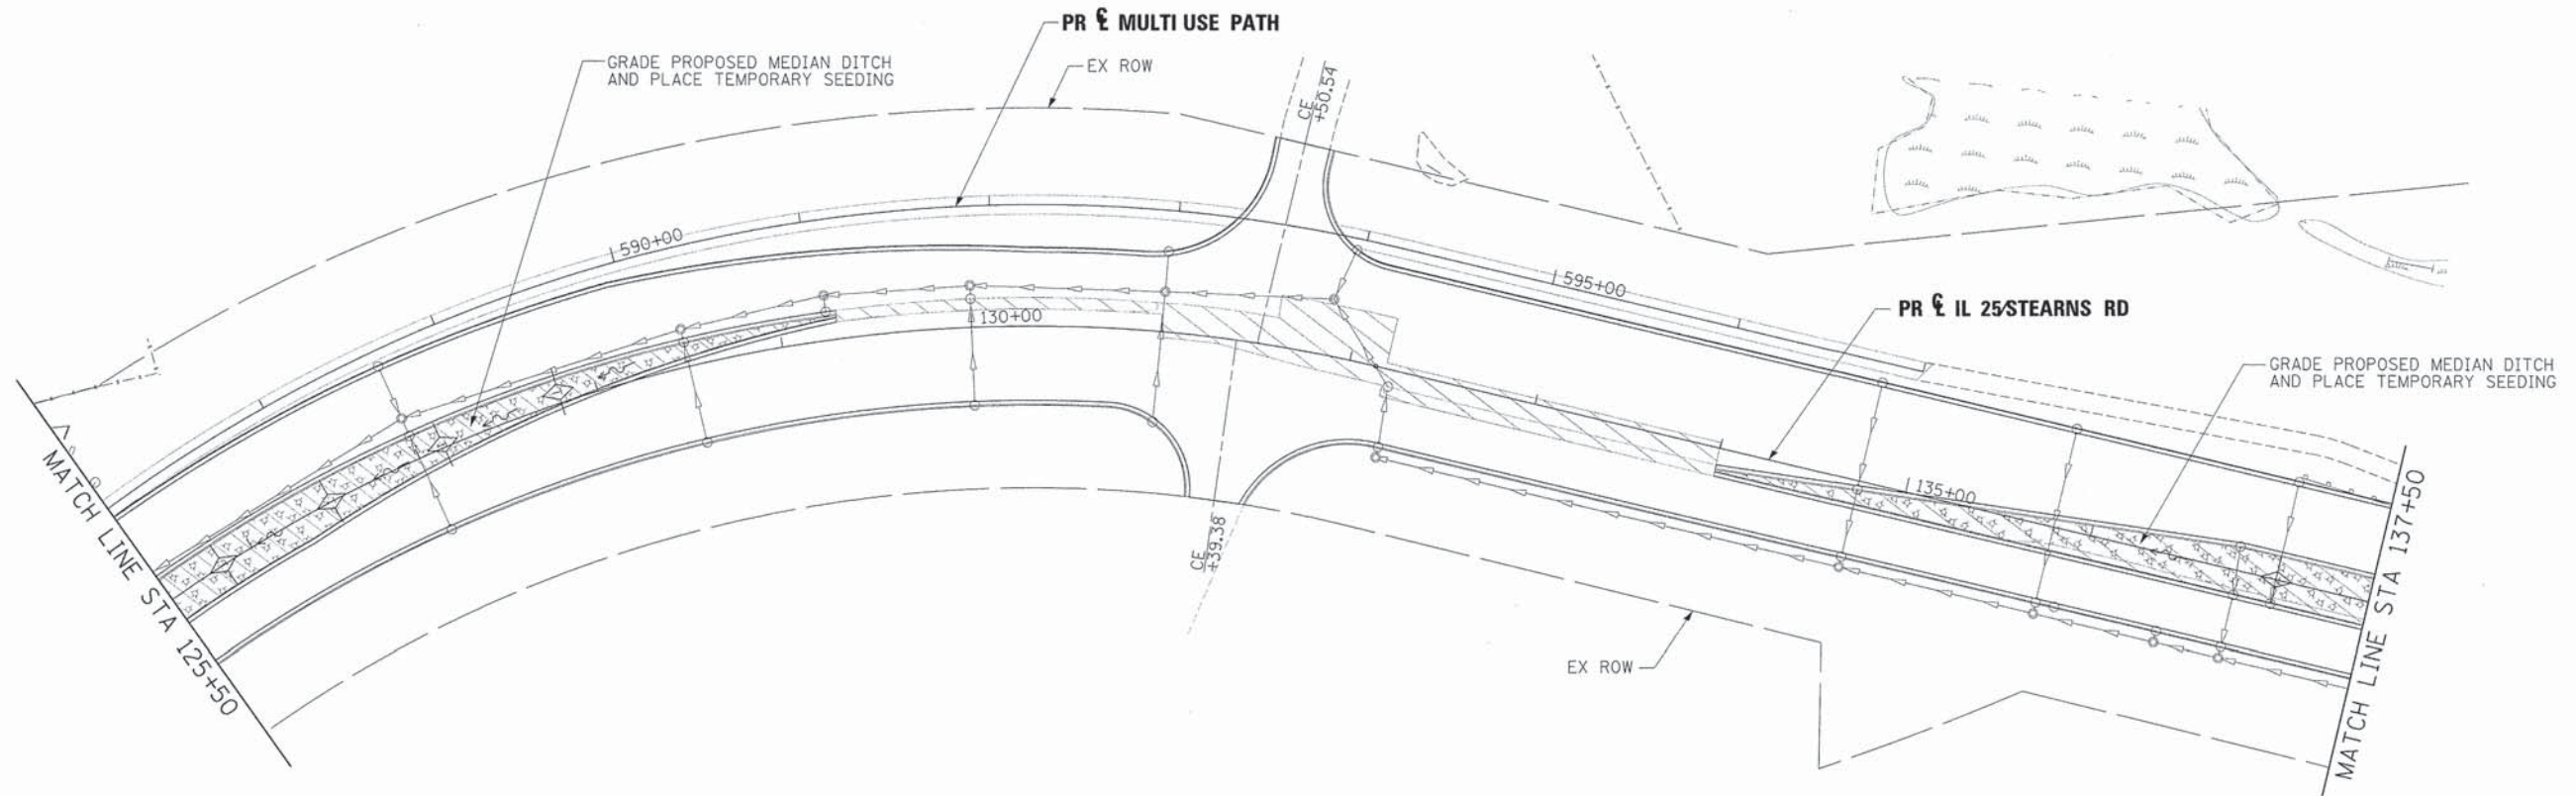 PR ℄ MULTI USE PATH
GRADE PROPOSED MEDIAN DITCH
AND PLACE TEMPORARY SEEDING
EX ROW
CE
+50.54
590+00
595+00
130+00
PR ℄ IL 25/STEARNS RD
GRADE PROPOSED MEDIAN DITCH
AND PLACE TEMPORARY SEEDING
135+00
CE
+39.38
EX ROW
MATCH LINE STA 125+50
MATCH LINE STA 137+50